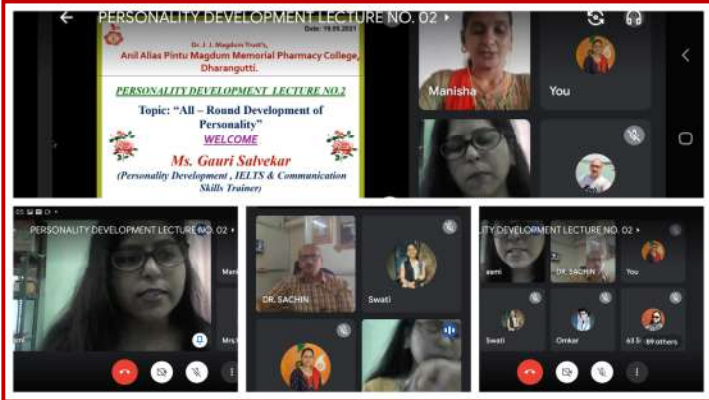 PERSONALITY DEVELOPMENT LECTURE NO. 02
Date: 19.05.2021
Dr. J. J. Magdum Trust's,
Anil Alias Pintu Magdum Memorial Pharmacy College,
Dharangutti.
PERSONALITY DEVELOPMENT LECTURE NO.2
Topic: “All – Round Development of
Personality”
WELCOME
Ms. Gauri Salvekar
(Personality Development , IELTS & Communication
Skills Trainer)
Manisha
You
PERSONALITY DEVELOPMENT LECTURE NO. 02
DR. SACHIN
Swati
ITY DEVELOPMENT LECTURE NO. 02
asmi
DR. SACHIN
You
Swati
Omkar
89 others